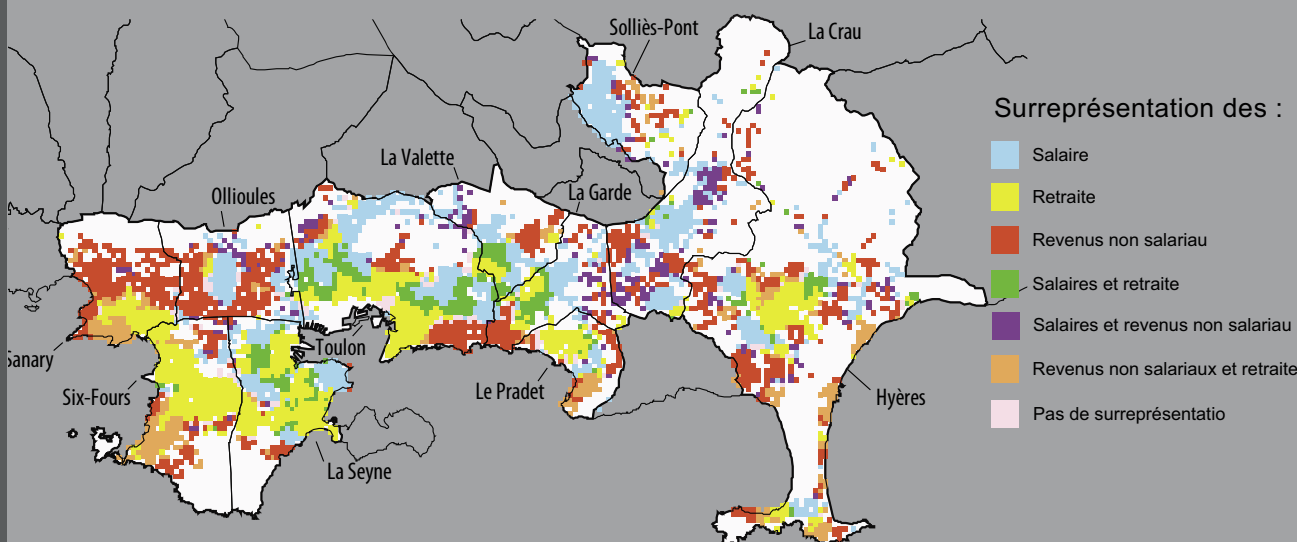 Solliès-Pont
La Crau
La Valette
La Garde
Ollioules
Sanary
Toulon
Six-Fours
Le Pradet
Hyères
La Seyne
Surreprésentation des :
Salaire
Retraite
Revenus non salariau
Salaires et retraite
Salaires et revenus non salariau
Revenus non salariaux et retraite
Pas de surreprésentatio